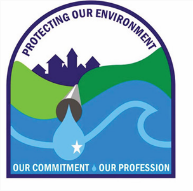 PROTECTING OUR ENVIRONMENT
OUR COMMITMENT OUR PROFESSION